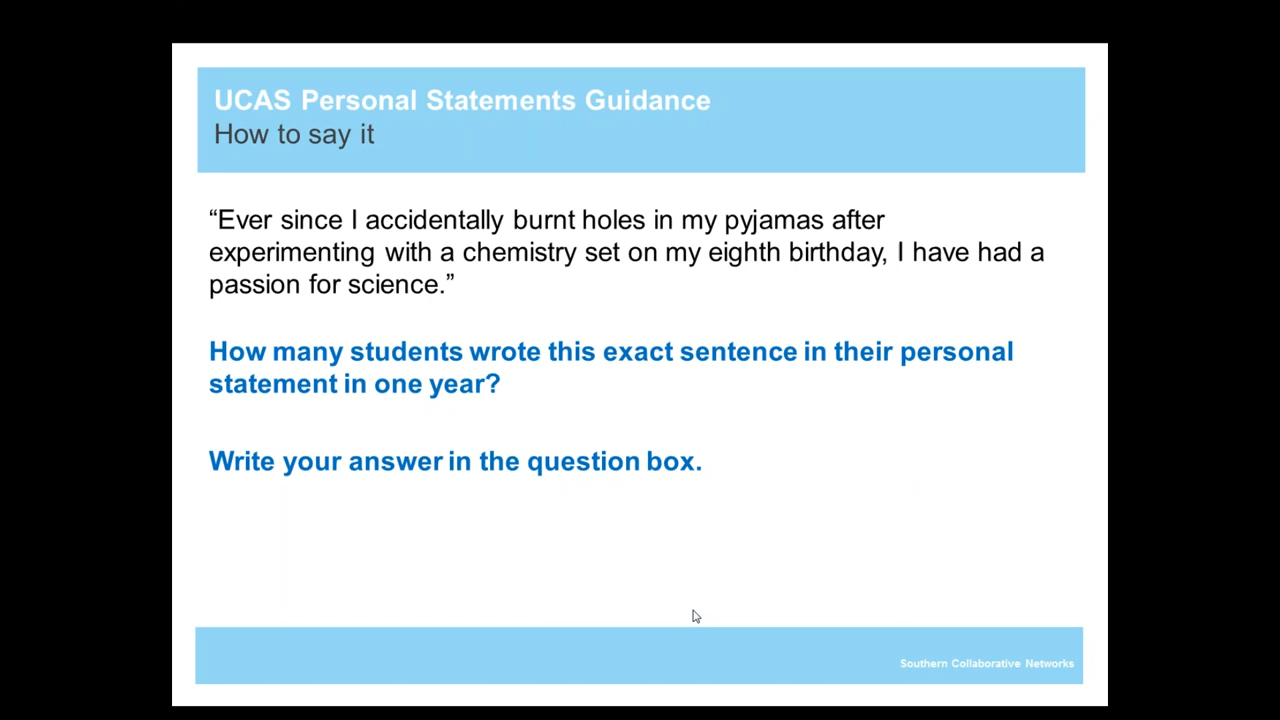 UCAS Personal Statements Guidance
How to say it
“Ever since I accidentally burnt holes in my pyjamas after
experimenting with a chemistry set on my eighth birthday, I have had a
passion for science.”
How many students wrote this exact sentence in their personal
statement in one year?
Write your answer in the question box.
Southern Collaborative Networks